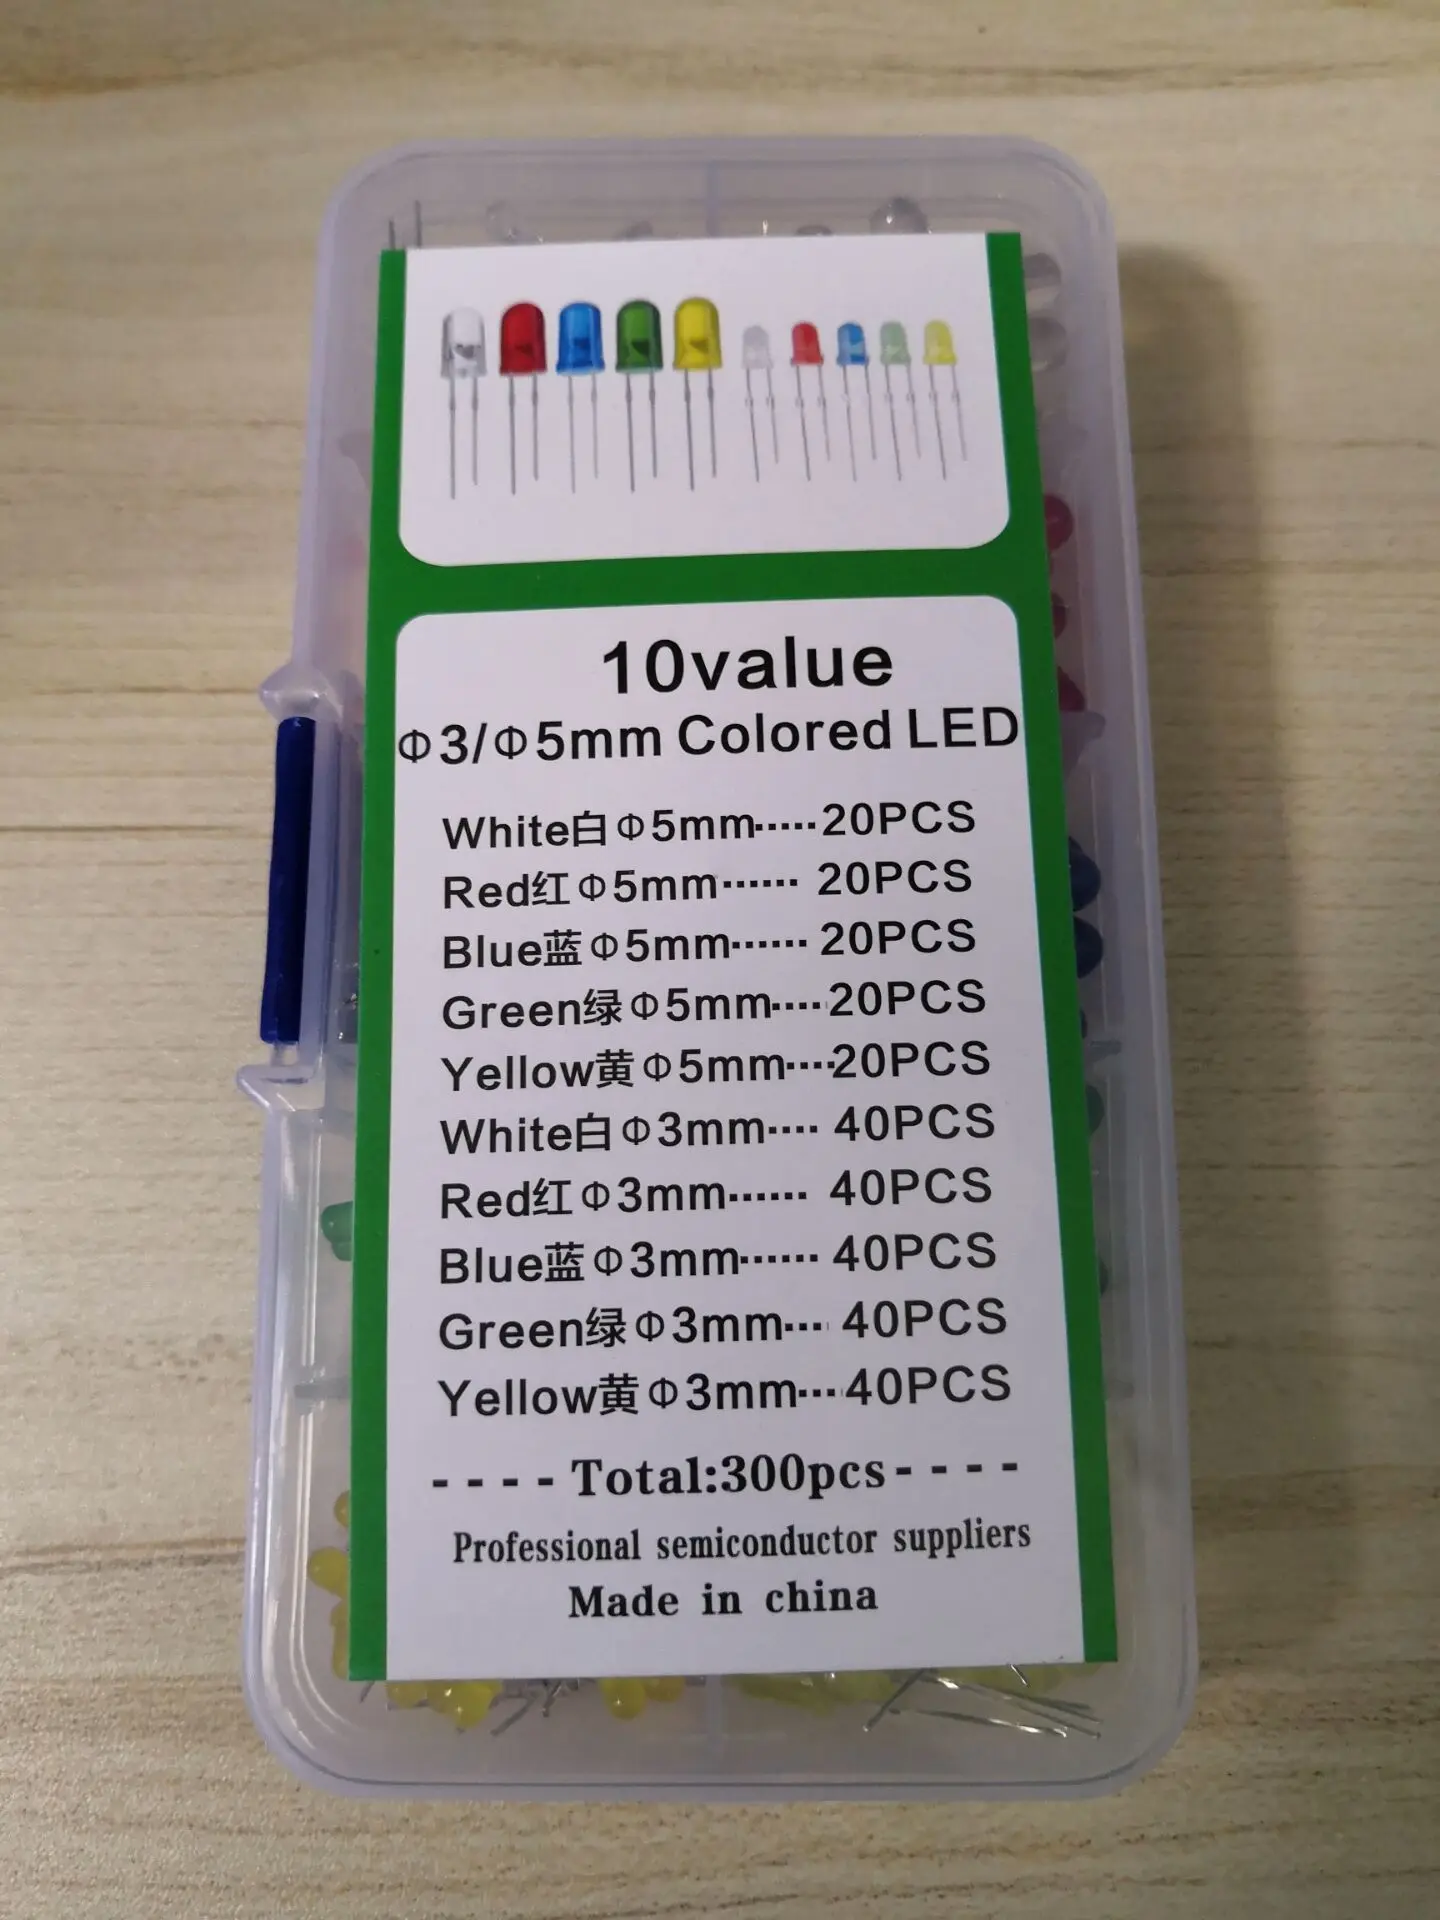 10value
Φ3/Φ5mm Colored LED
White白Φ5mm·····20PCS
Red红Φ5mm······ 20PCS
Blue蓝Φ5mm······ 20PCS
Green绿Φ5mm····20PCS
Yellow黄Φ5mm····20PCS
White白Φ3mm···· 40PCS
Red红Φ3mm······ 40PCS
Blue蓝Φ3mm······ 40PCS
Green绿Φ3mm··· 40PCS
Yellow黄Φ3mm···40PCS
- - - - Total:300pcs- - - -
Professional semiconductor suppliers
Made in china